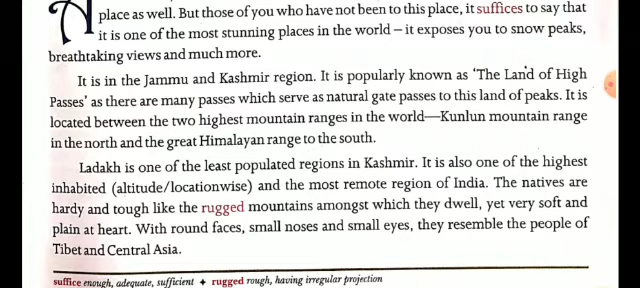 N place as well. But those of you who have not been to this place, it suffices to say that
it is one of the most stunning places in the world – it exposes you to snow peaks,
breathtaking views and much more.
It is in the Jammu and Kashmir region. It is popularly known as 'The Land of High
Passes' as there are many passes which serve as natural gate passes to this land of peaks. It is
located between the two highest mountain ranges in the world—Kunlun mountain range
in the north and the great Himalayan range to the south.
Ladakh is one of the least populated regions in Kashmir. It is also one of the highest
inhabited (altitude/locationwise) and the most remote region of India. The natives are
hardy and tough like the rugged mountains amongst which they dwell, yet very soft and
plain at heart. With round faces, small noses and small eyes, they resemble the people of
Tibet and Central Asia.
suffice enough, adequate, sufficient ✦ rugged rough, having irregular projection